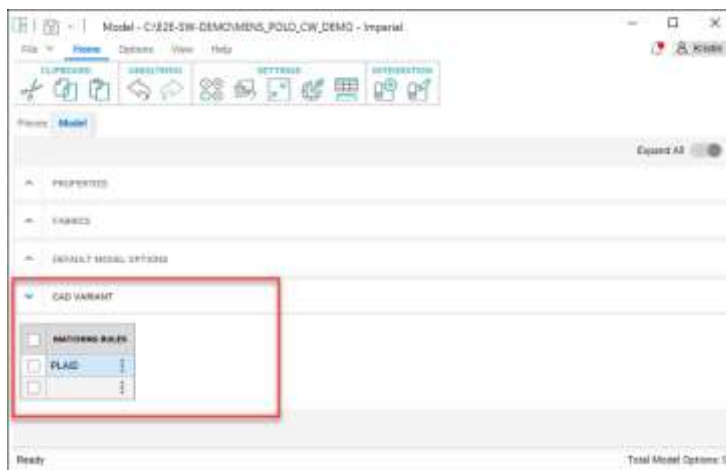 Model - C:\E2E-SW-DEMO\MENS_POLO_CW_DEMO - Imperial
File Home Options View Help
Kristin
CLIPBOARD UNDO/REDO SETTINGS INTEGRATION
Pieces Model
Expand All
PROPERTIES
FABRICS
DEFAULT MODEL OPTIONS
CAD VARIANT
MATCHING RULES
PLAID
Ready
Total Model Options: